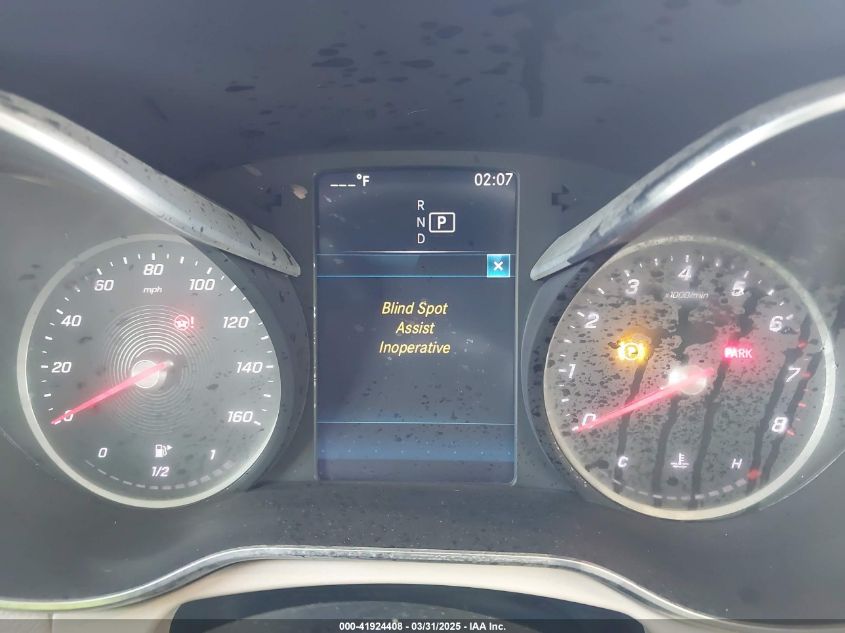 ___°F 02:07
R
N P
D
×
Blind Spot
Assist
Inoperative
0 20 40 60 80 100 120 140 160
mph
!
0 1/2 1
0 1 2 3 4 5 6 7 8
x1000/min
PARK
C H
000-41924408 - 03/31/2025 - IAA Inc.